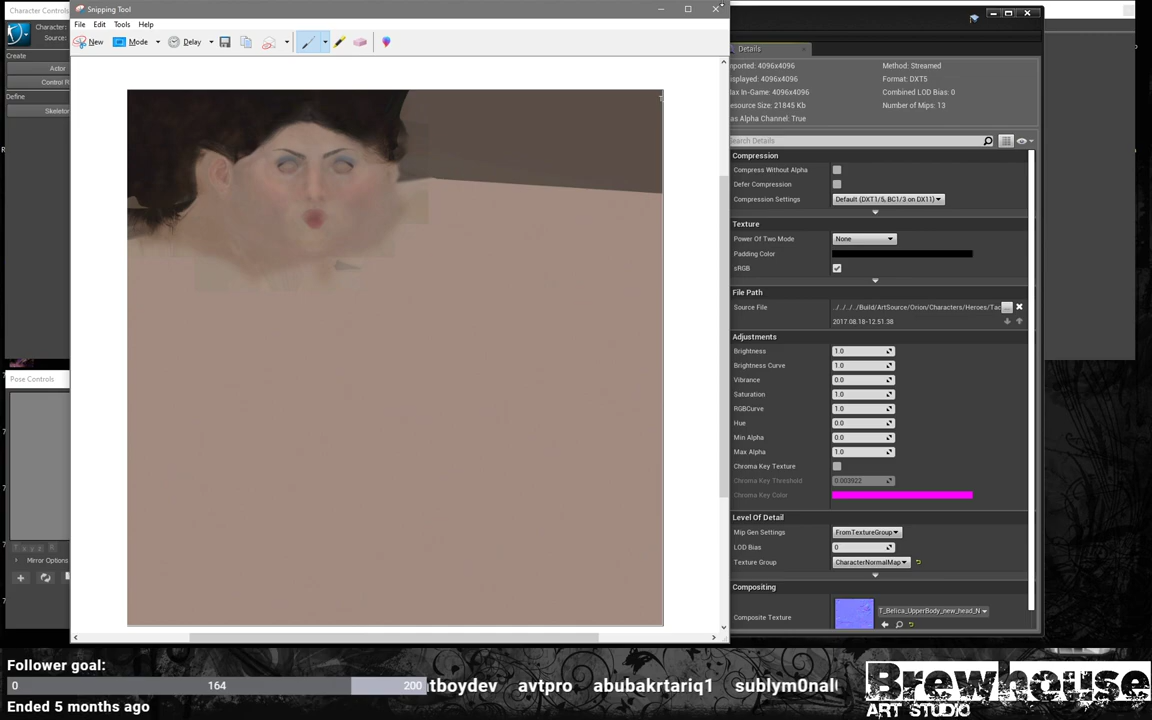 Character Controls
Snipping Tool
File Edit Tools Help
New Mode Delay
Character:
Source:
Create
Actor
Control R
Define
Skeleto
Pose Controls
Mirror Options
Details
mported: 4096x4096 Method: Streamed
isplayed: 4096x4096 Format: DXT5
ax In-Game: 4096x4096 Combined LOD Bias: 0
esource Size: 21845 Kb Number of Mips: 13
as Alpha Channel: True
Search Details
Compression
Compress Without Alpha
Defer Compression
Compression Settings Default (DXT1/5, BC1/3 on DX11)
Texture
Power Of Two Mode None
Padding Color
sRGB
File Path
Source File ../../../../Build/ArtSource/Orion/Characters/Heroes/Tac ...
2017.08.18-12.51.38
Adjustments
Brightness 1.0
Brightness Curve 1.0
Vibrance 0.0
Saturation 1.0
RGBCurve 1.0
Hue 0.0
Min Alpha 0.0
Max Alpha 1.0
Chroma Key Texture
Chroma Key Threshold 0.003922
Chroma Key Color
Level Of Detail
Mip Gen Settings FromTextureGroup
LOD Bias 0
Texture Group CharacterNormalMap
Compositing
Composite Texture T_Belica_UpperBody_new_head_N
Follower goal:
0 164 200
Ended 5 months ago
atboydev avtpro abubakrtariq1 sublym0nal
Brewhouse
ART STUDIO